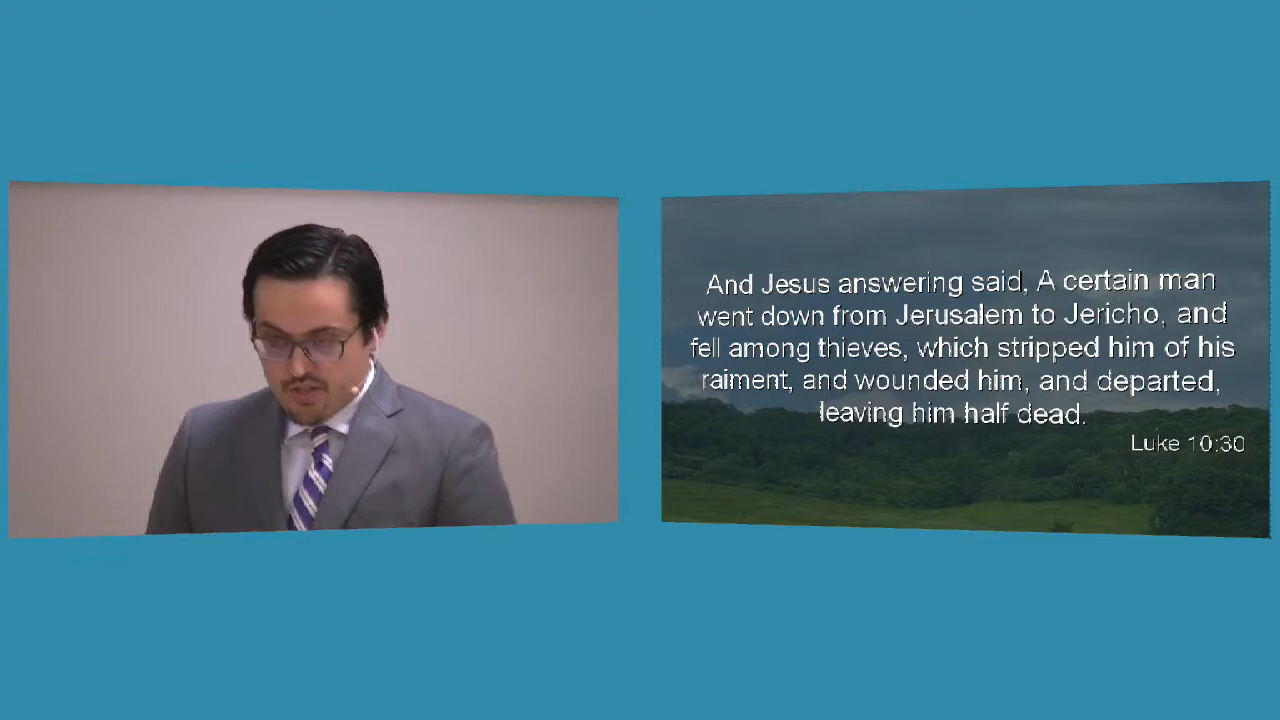 And Jesus answering said, A certain man
went down from Jerusalem to Jericho, and
fell among thieves, which stripped him of his
raiment, and wounded him, and departed,
leaving him half dead.
Luke 10:30